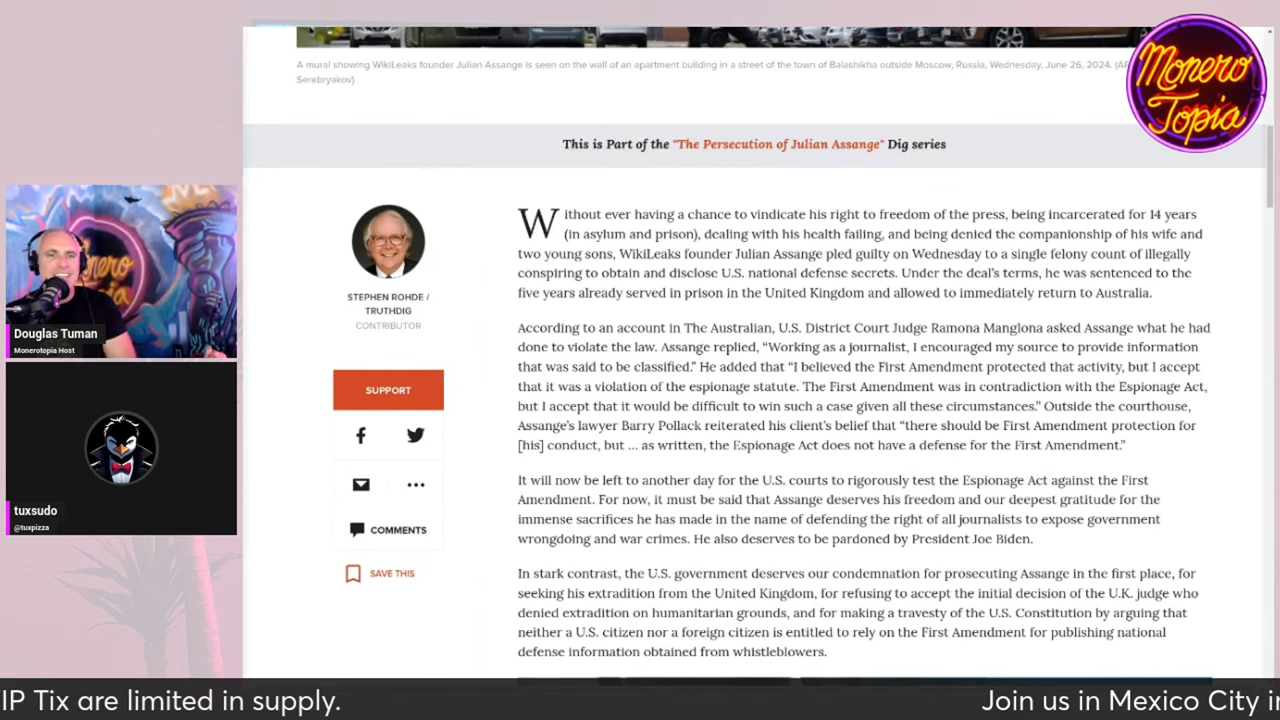 A mural showing WikiLeaks founder Julian Assange is seen on the wall of an apartment building in a street of the town of Balashikha outside Moscow, Russia, Wednesday, June 26, 2024. (AP
Serebryakov)
Monero
Topia
This is Part of the "The Persecution of Julian Assange" Dig series
Without ever having a chance to vindicate his right to freedom of the press, being incarcerated for 14 years
(in asylum and prison), dealing with his health failing, and being denied the companionship of his wife and
two young sons, WikiLeaks founder Julian Assange pled guilty on Wednesday to a single felony count of illegally
conspiring to obtain and disclose U.S. national defense secrets. Under the deal's terms, he was sentenced to the
five years already served in prison in the United Kingdom and allowed to immediately return to Australia.
According to an account in The Australian, U.S. District Court Judge Ramona Manglona asked Assange what he had
done to violate the law. Assange replied, “Working as a journalist, I encouraged my source to provide information
that was said to be classified.” He added that “I believed the First Amendment protected that activity, but I accept
that it was a violation of the espionage statute. The First Amendment was in contradiction with the Espionage Act,
but I accept that it would be difficult to win such a case given all these circumstances.” Outside the courthouse,
Assange's lawyer Barry Pollack reiterated his client's belief that “there should be First Amendment protection for
[his] conduct, but ... as written, the Espionage Act does not have a defense for the First Amendment.”
It will now be left to another day for the U.S. courts to rigorously test the Espionage Act against the First
Amendment. For now, it must be said that Assange deserves his freedom and our deepest gratitude for the
immense sacrifices he has made in the name of defending the right of all journalists to expose government
wrongdoing and war crimes. He also deserves to be pardoned by President Joe Biden.
In stark contrast, the U.S. government deserves our condemnation for prosecuting Assange in the first place, for
seeking his extradition from the United Kingdom, for refusing to accept the initial decision of the U.K. judge who
denied extradition on humanitarian grounds, and for making a travesty of the U.S. Constitution by arguing that
neither a U.S. citizen nor a foreign citizen is entitled to rely on the First Amendment for publishing national
defense information obtained from whistleblowers.
STEPHEN ROHDE /
TRUTHDIG
CONTRIBUTOR
SUPPORT
COMMENTS
SAVE THIS
Douglas Tuman
Monerotopia Host
tuxsudo
@tuxpizza
IP Tix are limited in supply.
Join us in Mexico City i